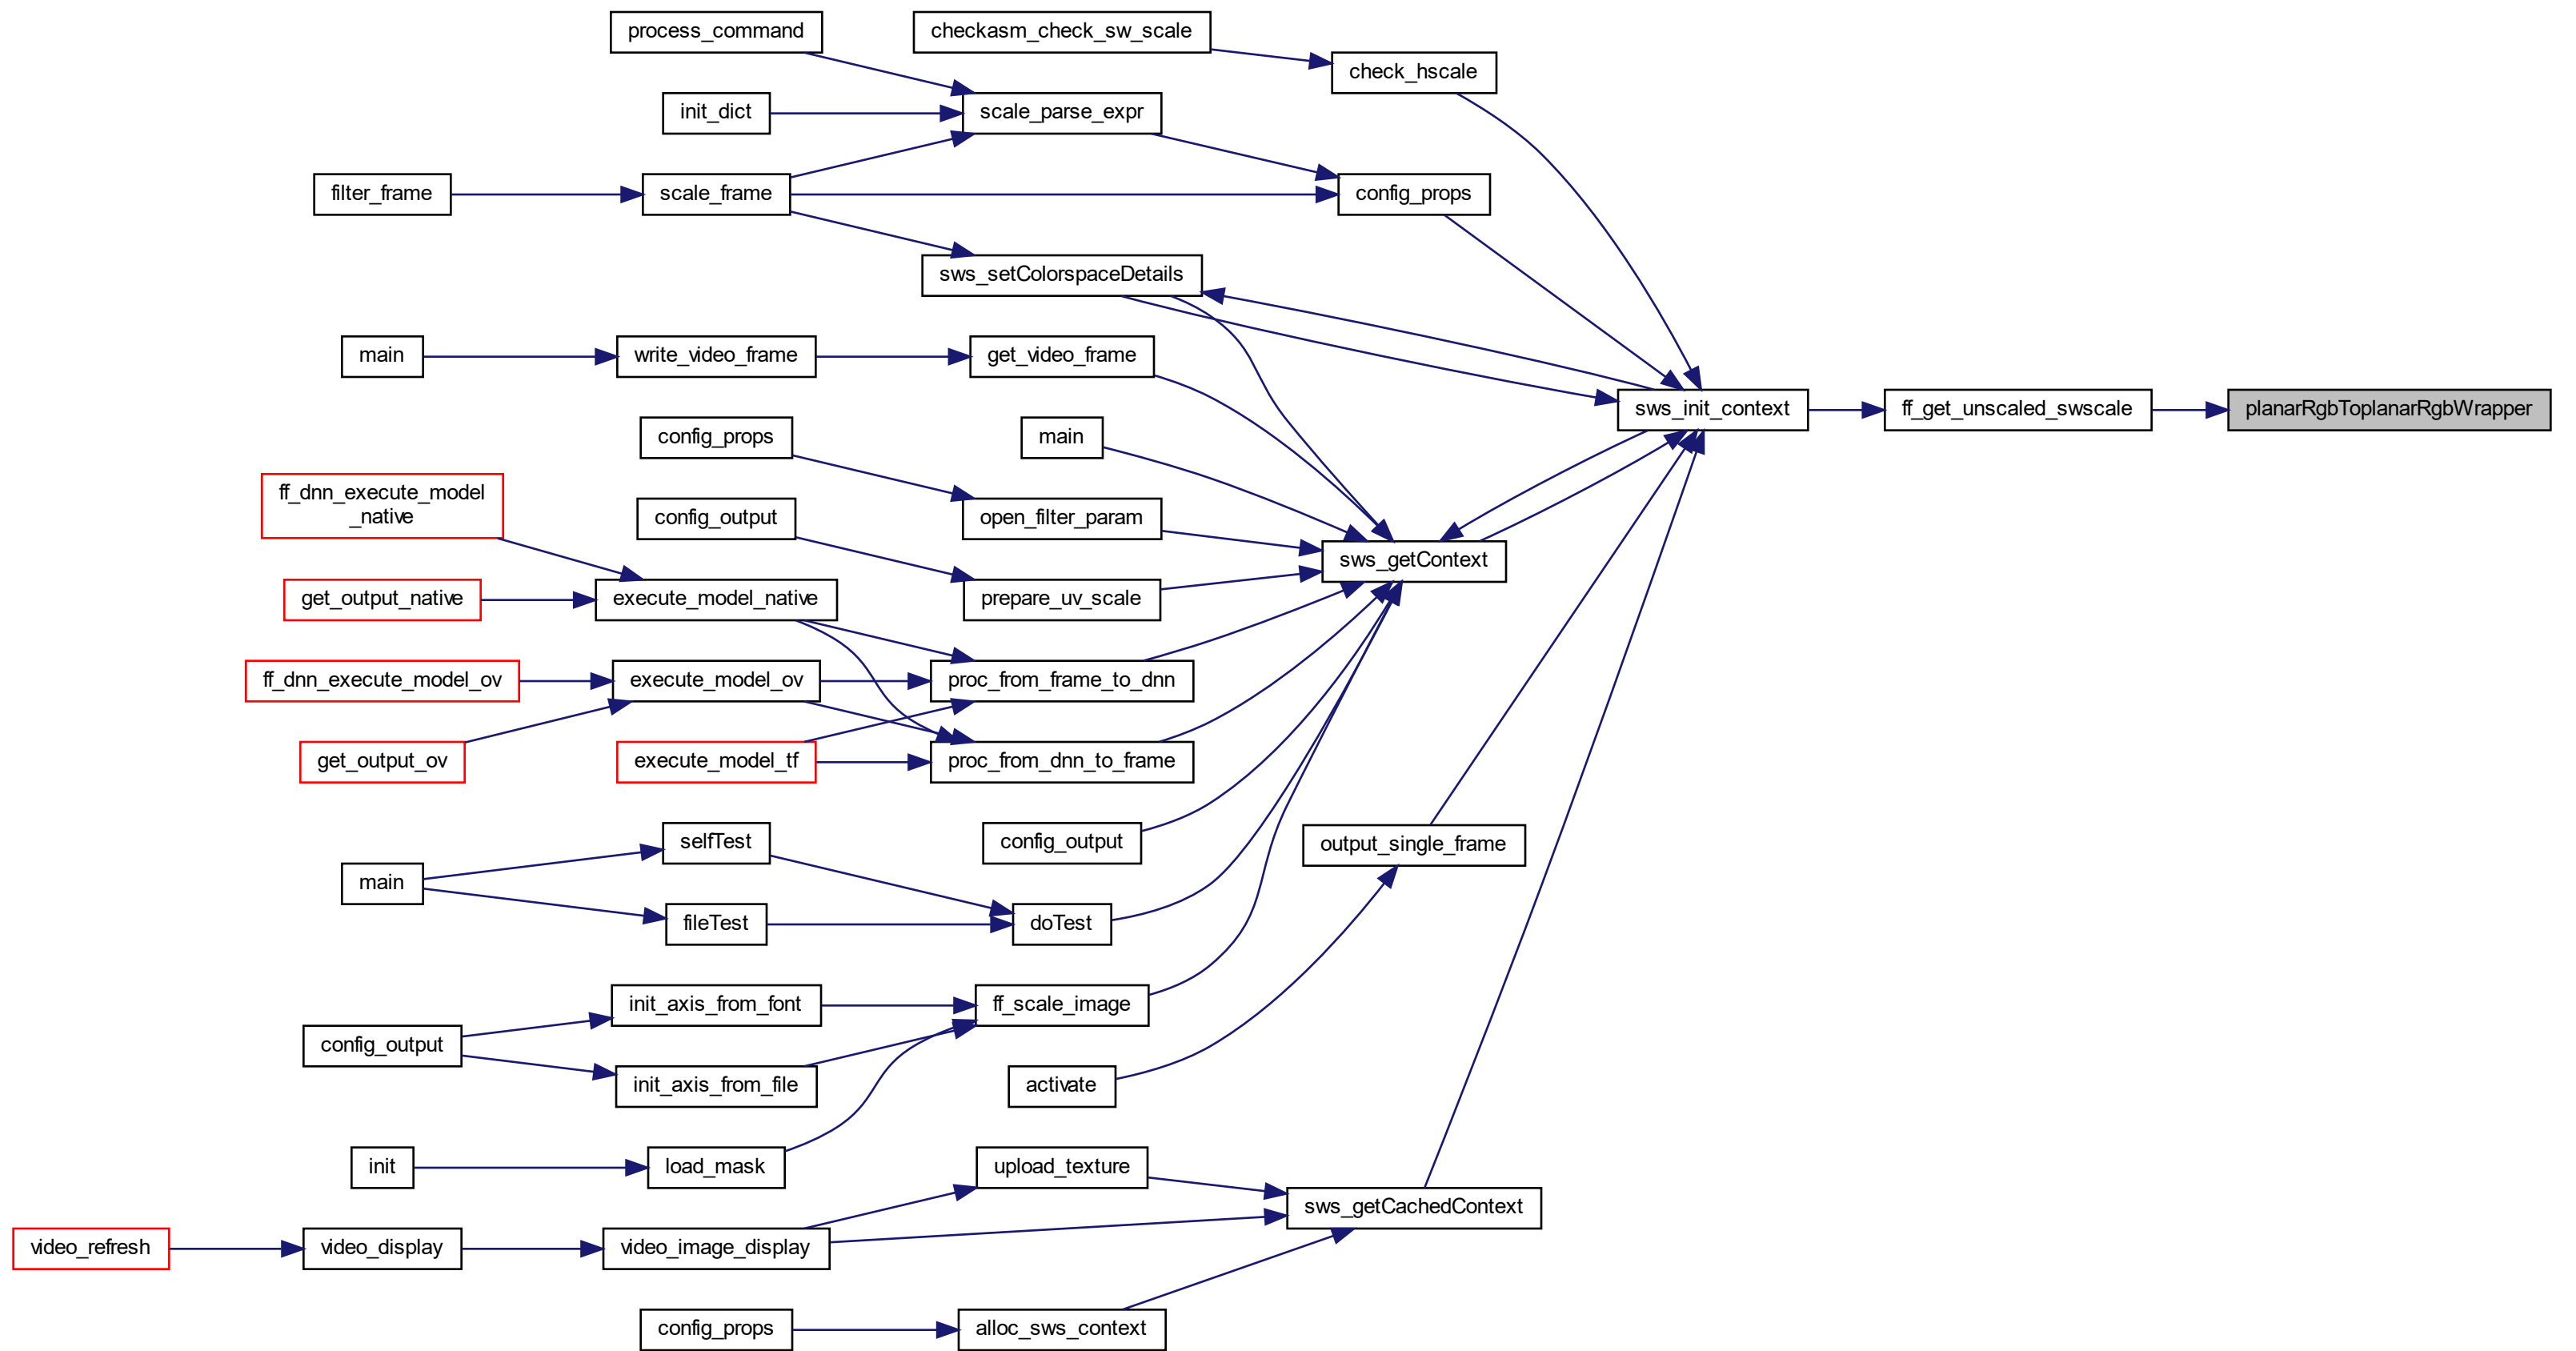 process_command
checkasm_check_sw_scale
check_hscale
init_dict
scale_parse_expr
filter_frame
scale_frame
config_props
sws_setColorspaceDetails
main
write_video_frame
get_video_frame
sws_init_context
ff_get_unscaled_swscale
planarRgbToplanarRgbWrapper
config_props
main
ff_dnn_execute_model
_native
config_output
open_filter_param
sws_getContext
get_output_native
execute_model_native
prepare_uv_scale
ff_dnn_execute_model_ov
execute_model_ov
proc_from_frame_to_dnn
get_output_ov
execute_model_tf
proc_from_dnn_to_frame
selfTest
config_output
output_single_frame
main
fileTest
doTest
init_axis_from_font
ff_scale_image
config_output
init_axis_from_file
activate
init
load_mask
upload_texture
sws_getCachedContext
video_refresh
video_display
video_image_display
config_props
alloc_sws_context